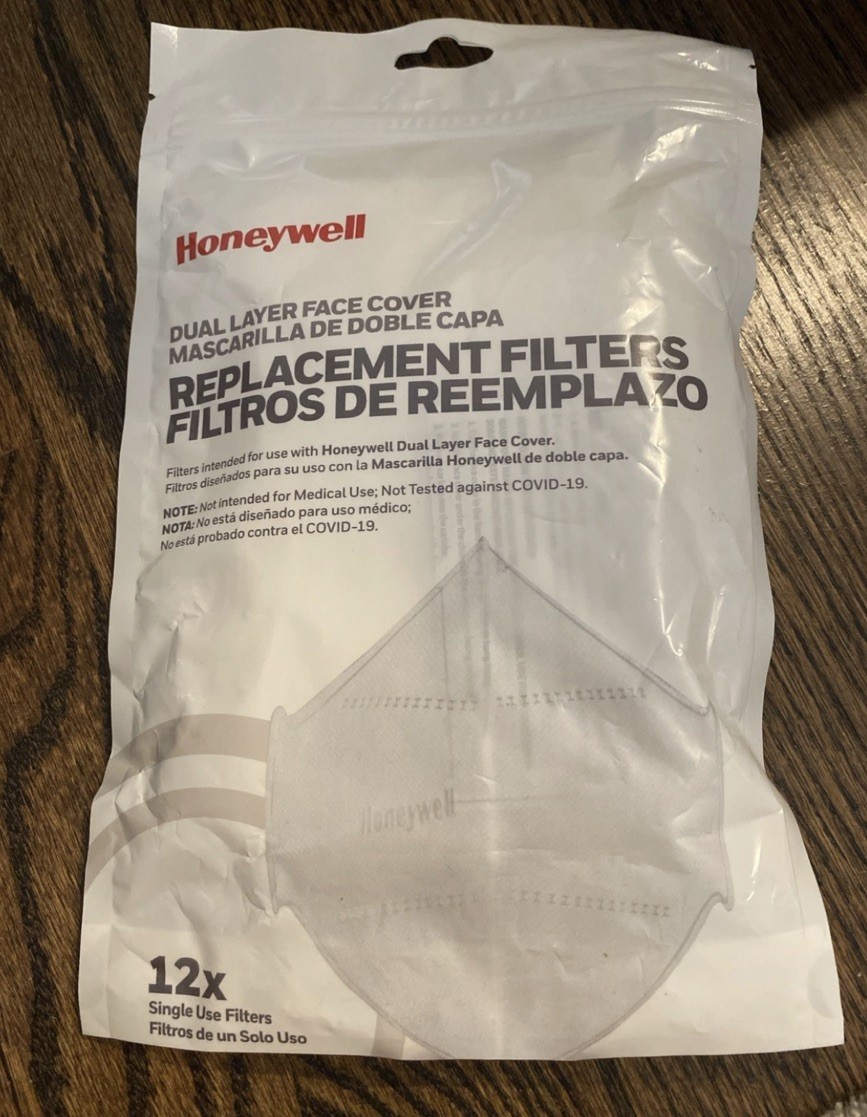 Honeywell
DUAL LAYER FACE COVER
MASCARILLA DE DOBLE CAPA
REPLACEMENT FILTERS
FILTROS DE REEMPLAZO
Filters intended for use with Honeywell Dual Layer Face Cover.
Filtros diseñados para su uso con la Mascarilla Honeywell de doble capa.
NOTE: Not intended for Medical Use; Not Tested against COVID-19.
NOTA: No está diseñado para uso médico;
No está probado contra el COVID-19.
Honeywell
12x
Single Use Filters
Filtros de un Solo Uso